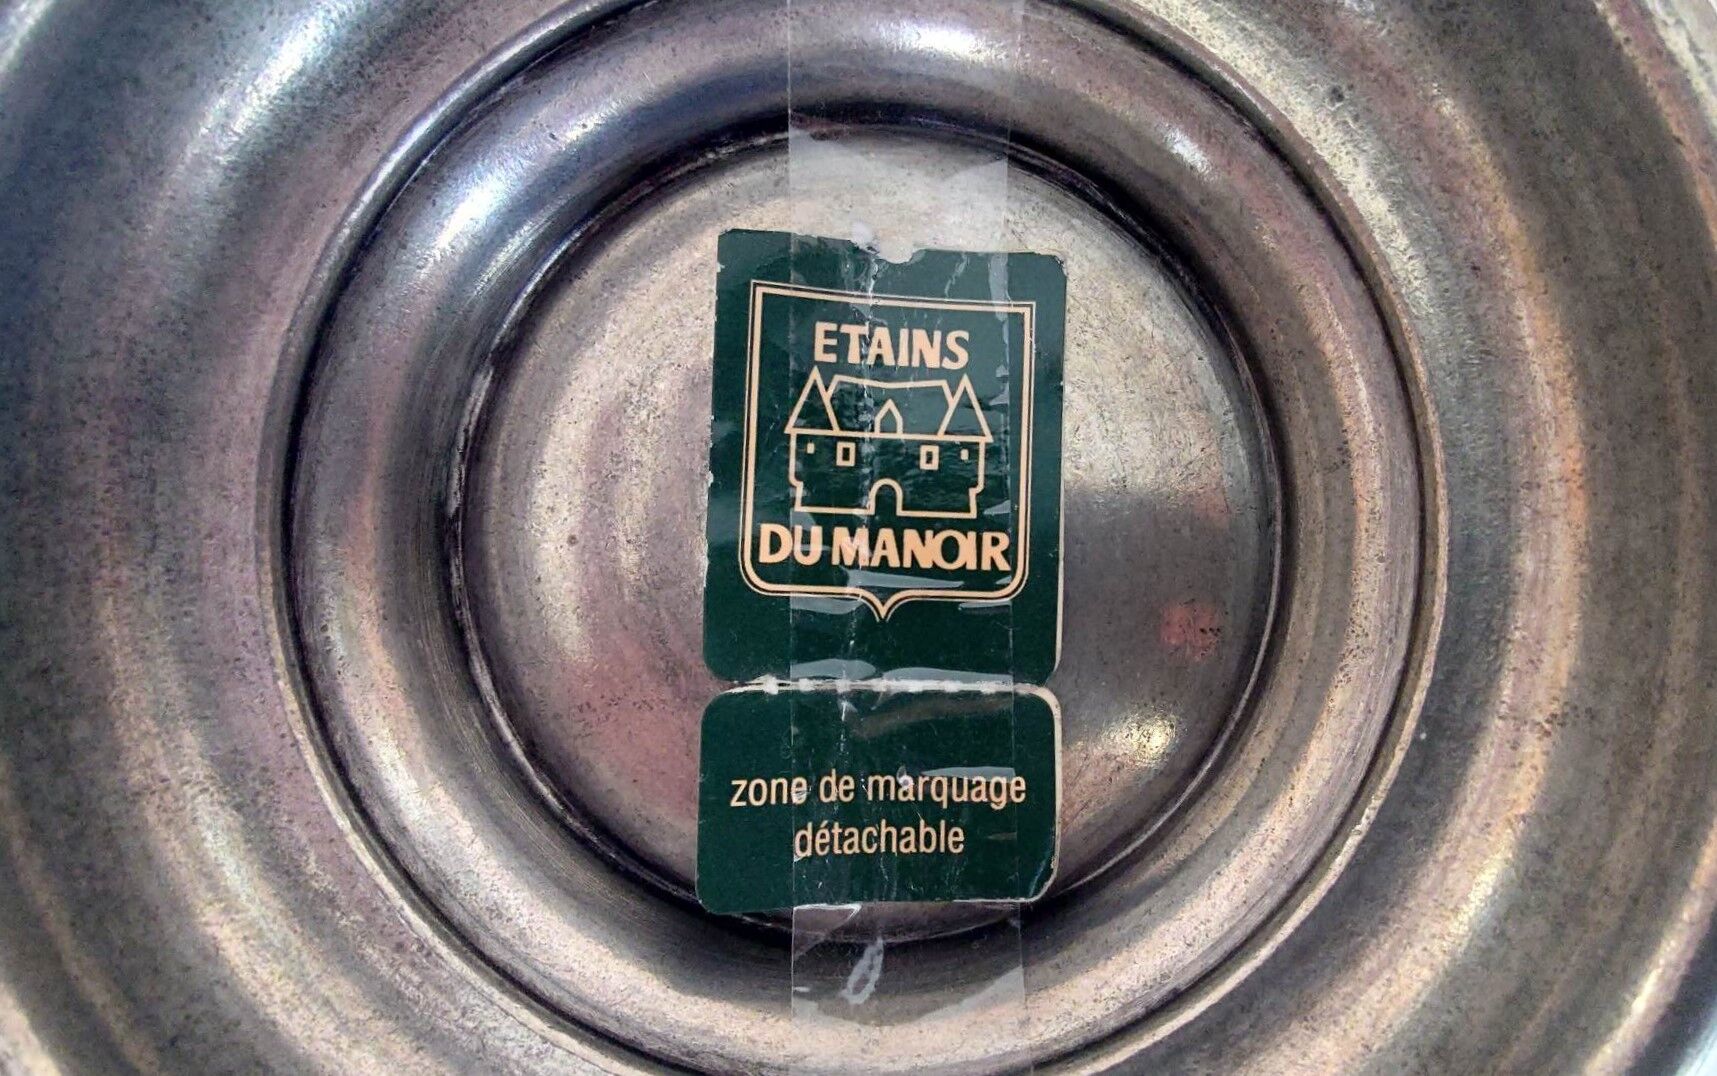 ETAINS
DU MANOIR
zone de marquage
détachable